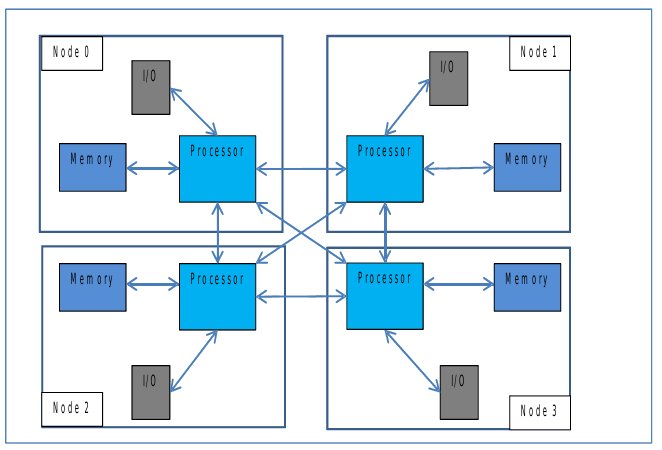 Node 0
I/O
Memory
Processor
Node 1
I/O
Processor
Memory
Memory
Processor
I/O
Node 2
Processor
Memory
I/O
Node 3